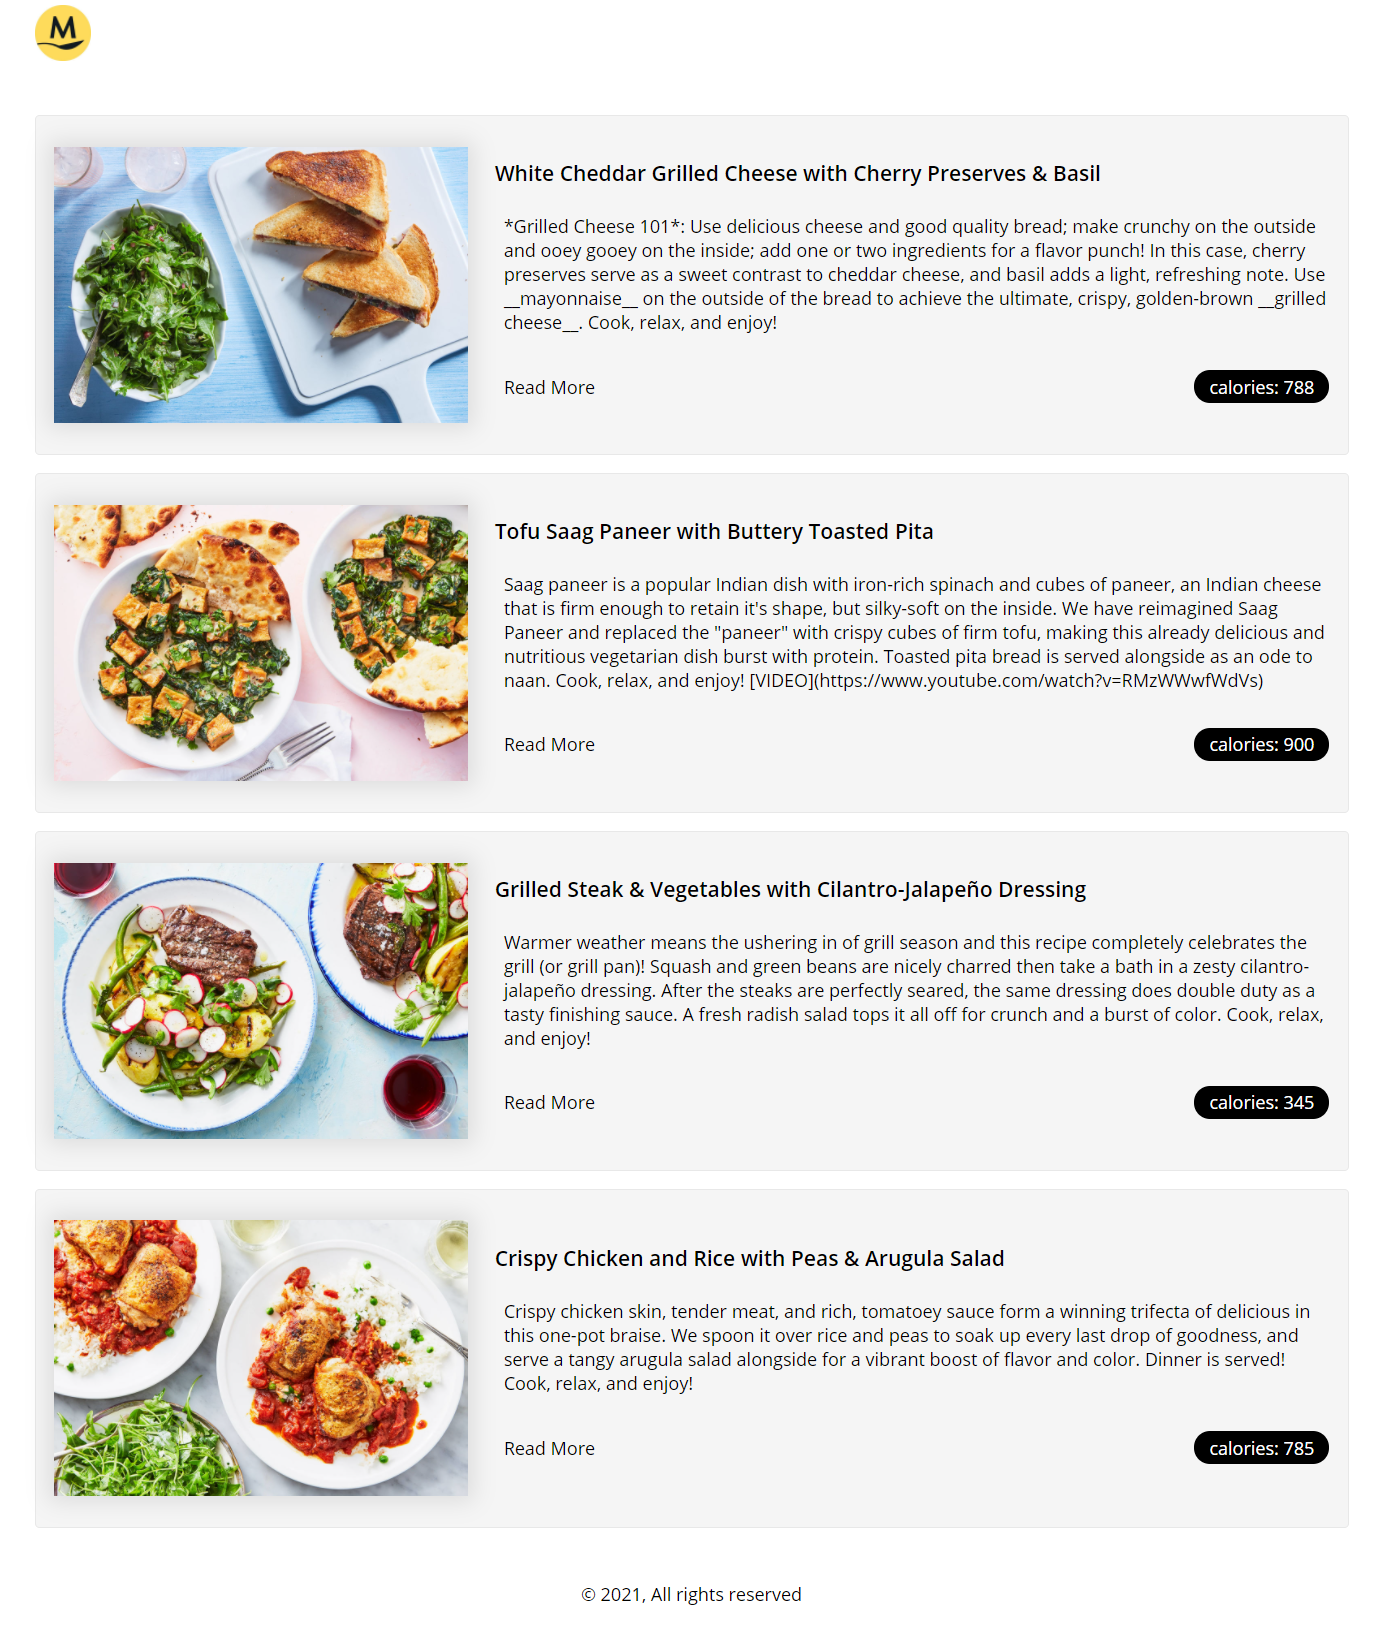 M
White Cheddar Grilled Cheese with Cherry Preserves & Basil
*Grilled Cheese 101*: Use delicious cheese and good quality bread; make crunchy on the outside
and ooey gooey on the inside; add one or two ingredients for a flavor punch! In this case, cherry
preserves serve as a sweet contrast to cheddar cheese, and basil adds a light, refreshing note. Use
__mayonnaise__ on the outside of the bread to achieve the ultimate, crispy, golden-brown __grilled
cheese__. Cook, relax, and enjoy!
Read More
calories: 788
Tofu Saag Paneer with Buttery Toasted Pita
Saag paneer is a popular Indian dish with iron-rich spinach and cubes of paneer, an Indian cheese
that is firm enough to retain it's shape, but silky-soft on the inside. We have reimagined Saag
Paneer and replaced the "paneer" with crispy cubes of firm tofu, making this already delicious and
nutritious vegetarian dish burst with protein. Toasted pita bread is served alongside as an ode to
naan. Cook, relax, and enjoy! [VIDEO](https://www.youtube.com/watch?v=RMzWWwfWdVs)
Read More
calories: 900
Grilled Steak & Vegetables with Cilantro-Jalapeño Dressing
Warmer weather means the ushering in of grill season and this recipe completely celebrates the
grill (or grill pan)! Squash and green beans are nicely charred then take a bath in a zesty cilantro-
jalapeño dressing. After the steaks are perfectly seared, the same dressing does double duty as a
tasty finishing sauce. A fresh radish salad tops it all off for crunch and a burst of color. Cook, relax,
and enjoy!
Read More
calories: 345
Crispy Chicken and Rice with Peas & Arugula Salad
Crispy chicken skin, tender meat, and rich, tomatoey sauce form a winning trifecta of delicious in
this one-pot braise. We spoon it over rice and peas to soak up every last drop of goodness, and
serve a tangy arugula salad alongside for a vibrant boost of flavor and color. Dinner is served!
Cook, relax, and enjoy!
Read More
calories: 785
© 2021, All rights reserved